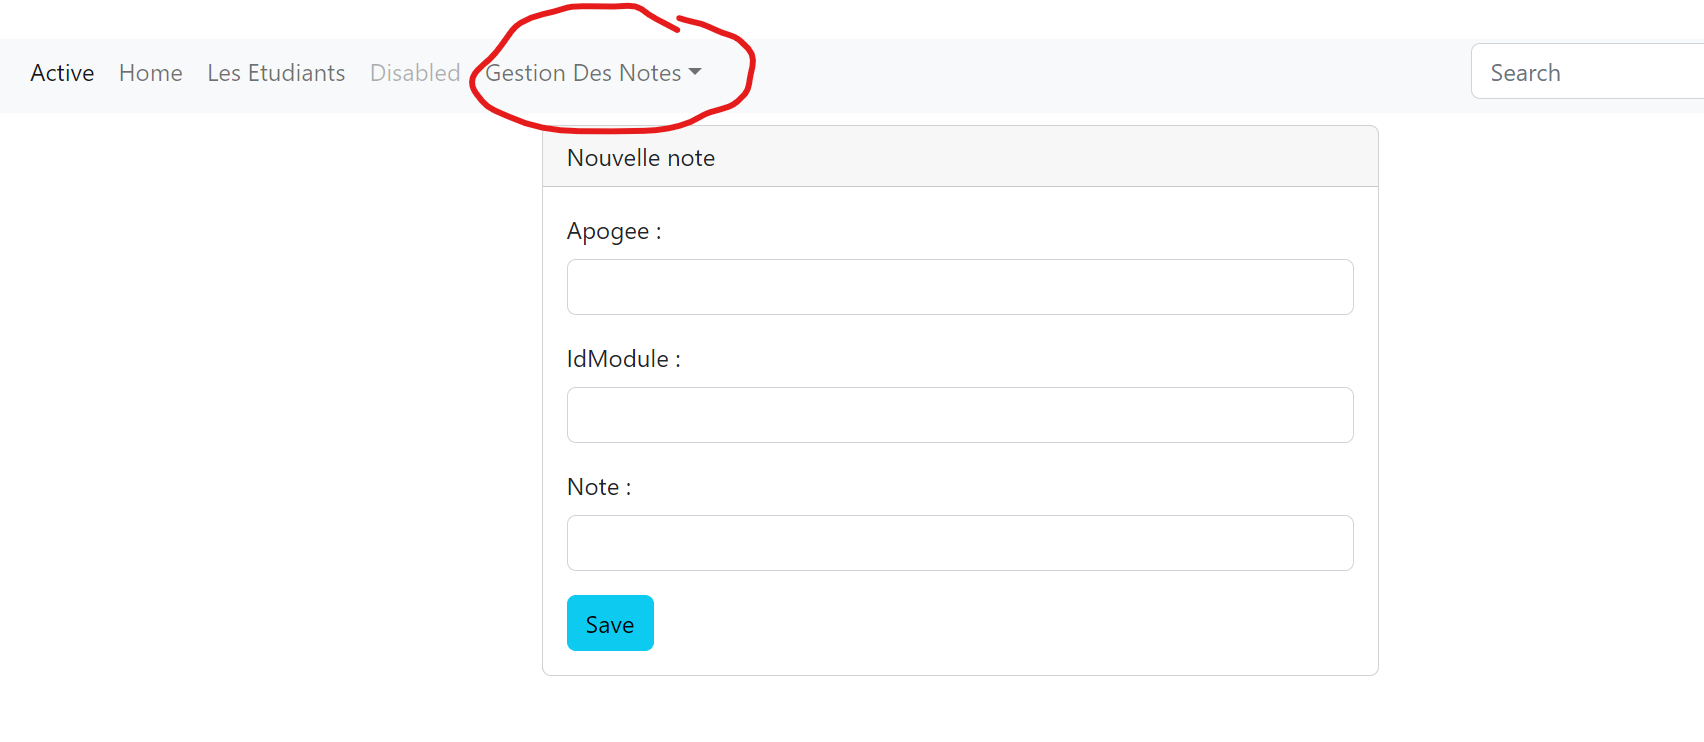 Active Home Les Etudiants Disabled Gestion Des Notes Search
Nouvelle note
Apogee :
IdModule :
Note :
Save